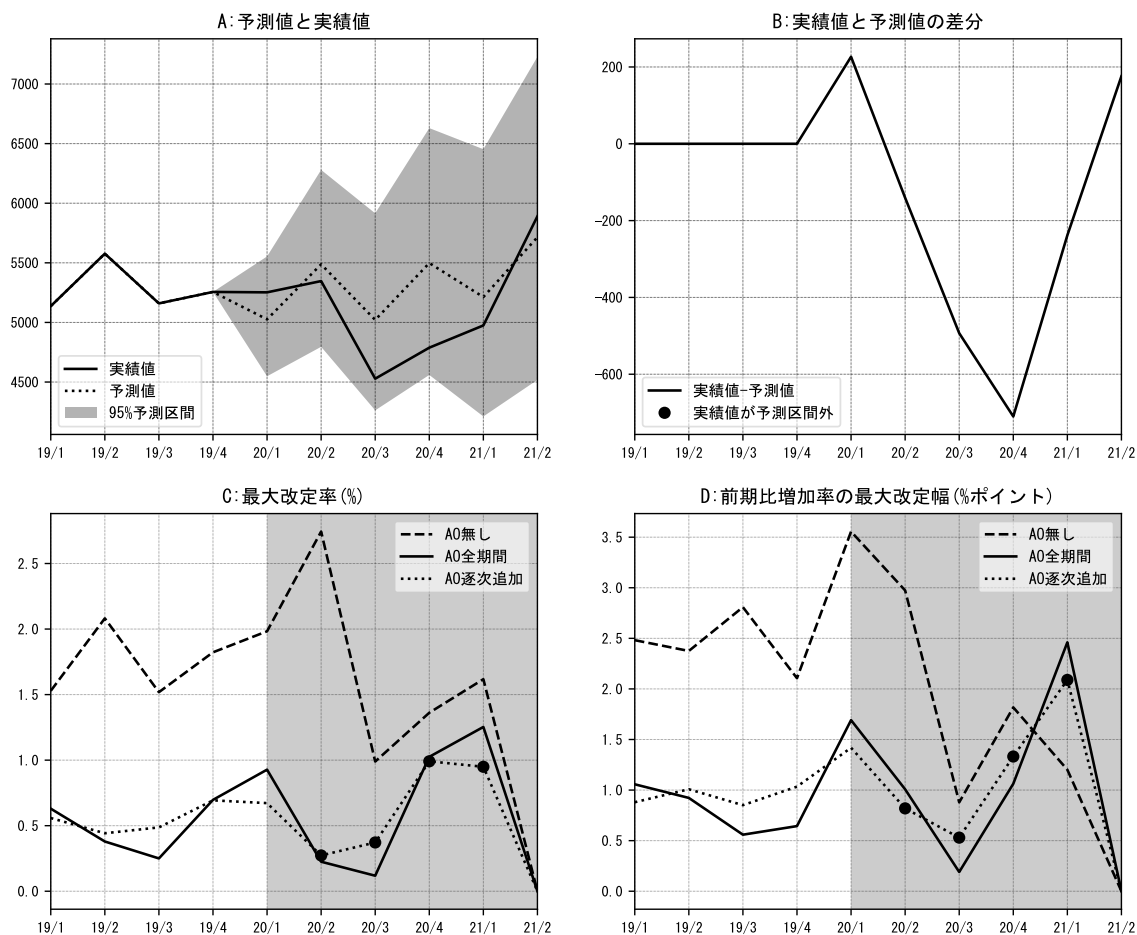 A:予測値と実績値
7000
6500
6000
5500
5000
4500
実績値
予測値
95%予測区間
19/1 19/2 19/3 19/4 20/1 20/2 20/3 20/4 21/1 21/2
B:実績値と予測値の差分
200
0
−200
−400
−600
実績値−予測値
実績値が予測区間外
19/1 19/2 19/3 19/4 20/1 20/2 20/3 20/4 21/1 21/2
C:最大改定率(%)
2.5
2.0
1.5
1.0
0.5
0.0
AO無し
AO全期間
AO逐次追加
19/1 19/2 19/3 19/4 20/1 20/2 20/3 20/4 21/1 21/2
D:前期比増加率の最大改定幅(%ポイント)
3.5
3.0
2.5
2.0
1.5
1.0
0.5
0.0
AO無し
AO全期間
AO逐次追加
19/1 19/2 19/3 19/4 20/1 20/2 20/3 20/4 21/1 21/2